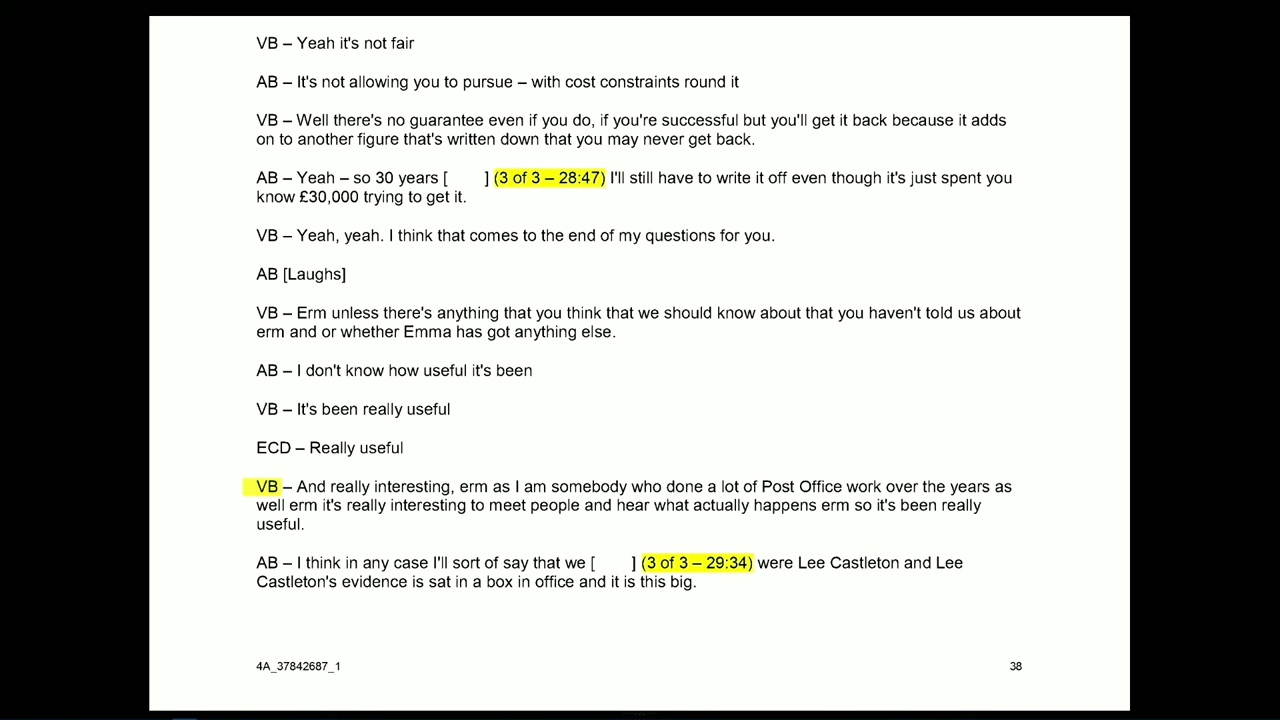 VB – Yeah it's not fair
AB – It's not allowing you to pursue – with cost constraints round it
VB – Well there's no guarantee even if you do, if you're successful but you'll get it back because it adds
on to another figure that's written down that you may never get back.
AB – Yeah – so 30 years [ ] (3 of 3 – 28:47) I'll still have to write it off even though it's just spent you
know £30,000 trying to get it.
VB – Yeah, yeah. I think that comes to the end of my questions for you.
AB [Laughs]
VB – Erm unless there's anything that you think that we should know about that you haven't told us about
erm and or whether Emma has got anything else.
AB – I don't know how useful it's been
VB – It's been really useful
ECD – Really useful
VB – And really interesting, erm as I am somebody who done a lot of Post Office work over the years as
well erm it's really interesting to meet people and hear what actually happens erm so it's been really
useful.
AB – I think in any case I'll sort of say that we [ ] (3 of 3 – 29:34) were Lee Castleton and Lee
Castleton's evidence is sat in a box in office and it is this big.
4A_37842687_1 38